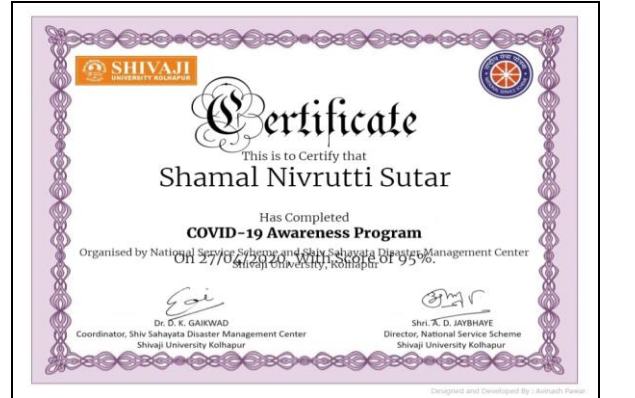 SHIVAJI
UNIVERSITY KOLHAPUR
Certificate
This is to Certify that
Shamal Nivrutti Sutar
Has Completed
COVID-19 Awareness Program
Organised by National Service Scheme and Shiv Sahayata Disaster Management Center
On 27/04/2020, With Score of 95%.
Shivaji University, Kolhapur
Dr. D. K. GAIKWAD
Coordinator, Shiv Sahayata Disaster Management Center
Shivaji University Kolhapur
Shri. A. D. JAYBHAYE
Director, National Service Scheme
Shivaji University Kolhapur
Designed and Developed By : Avinash Pawar